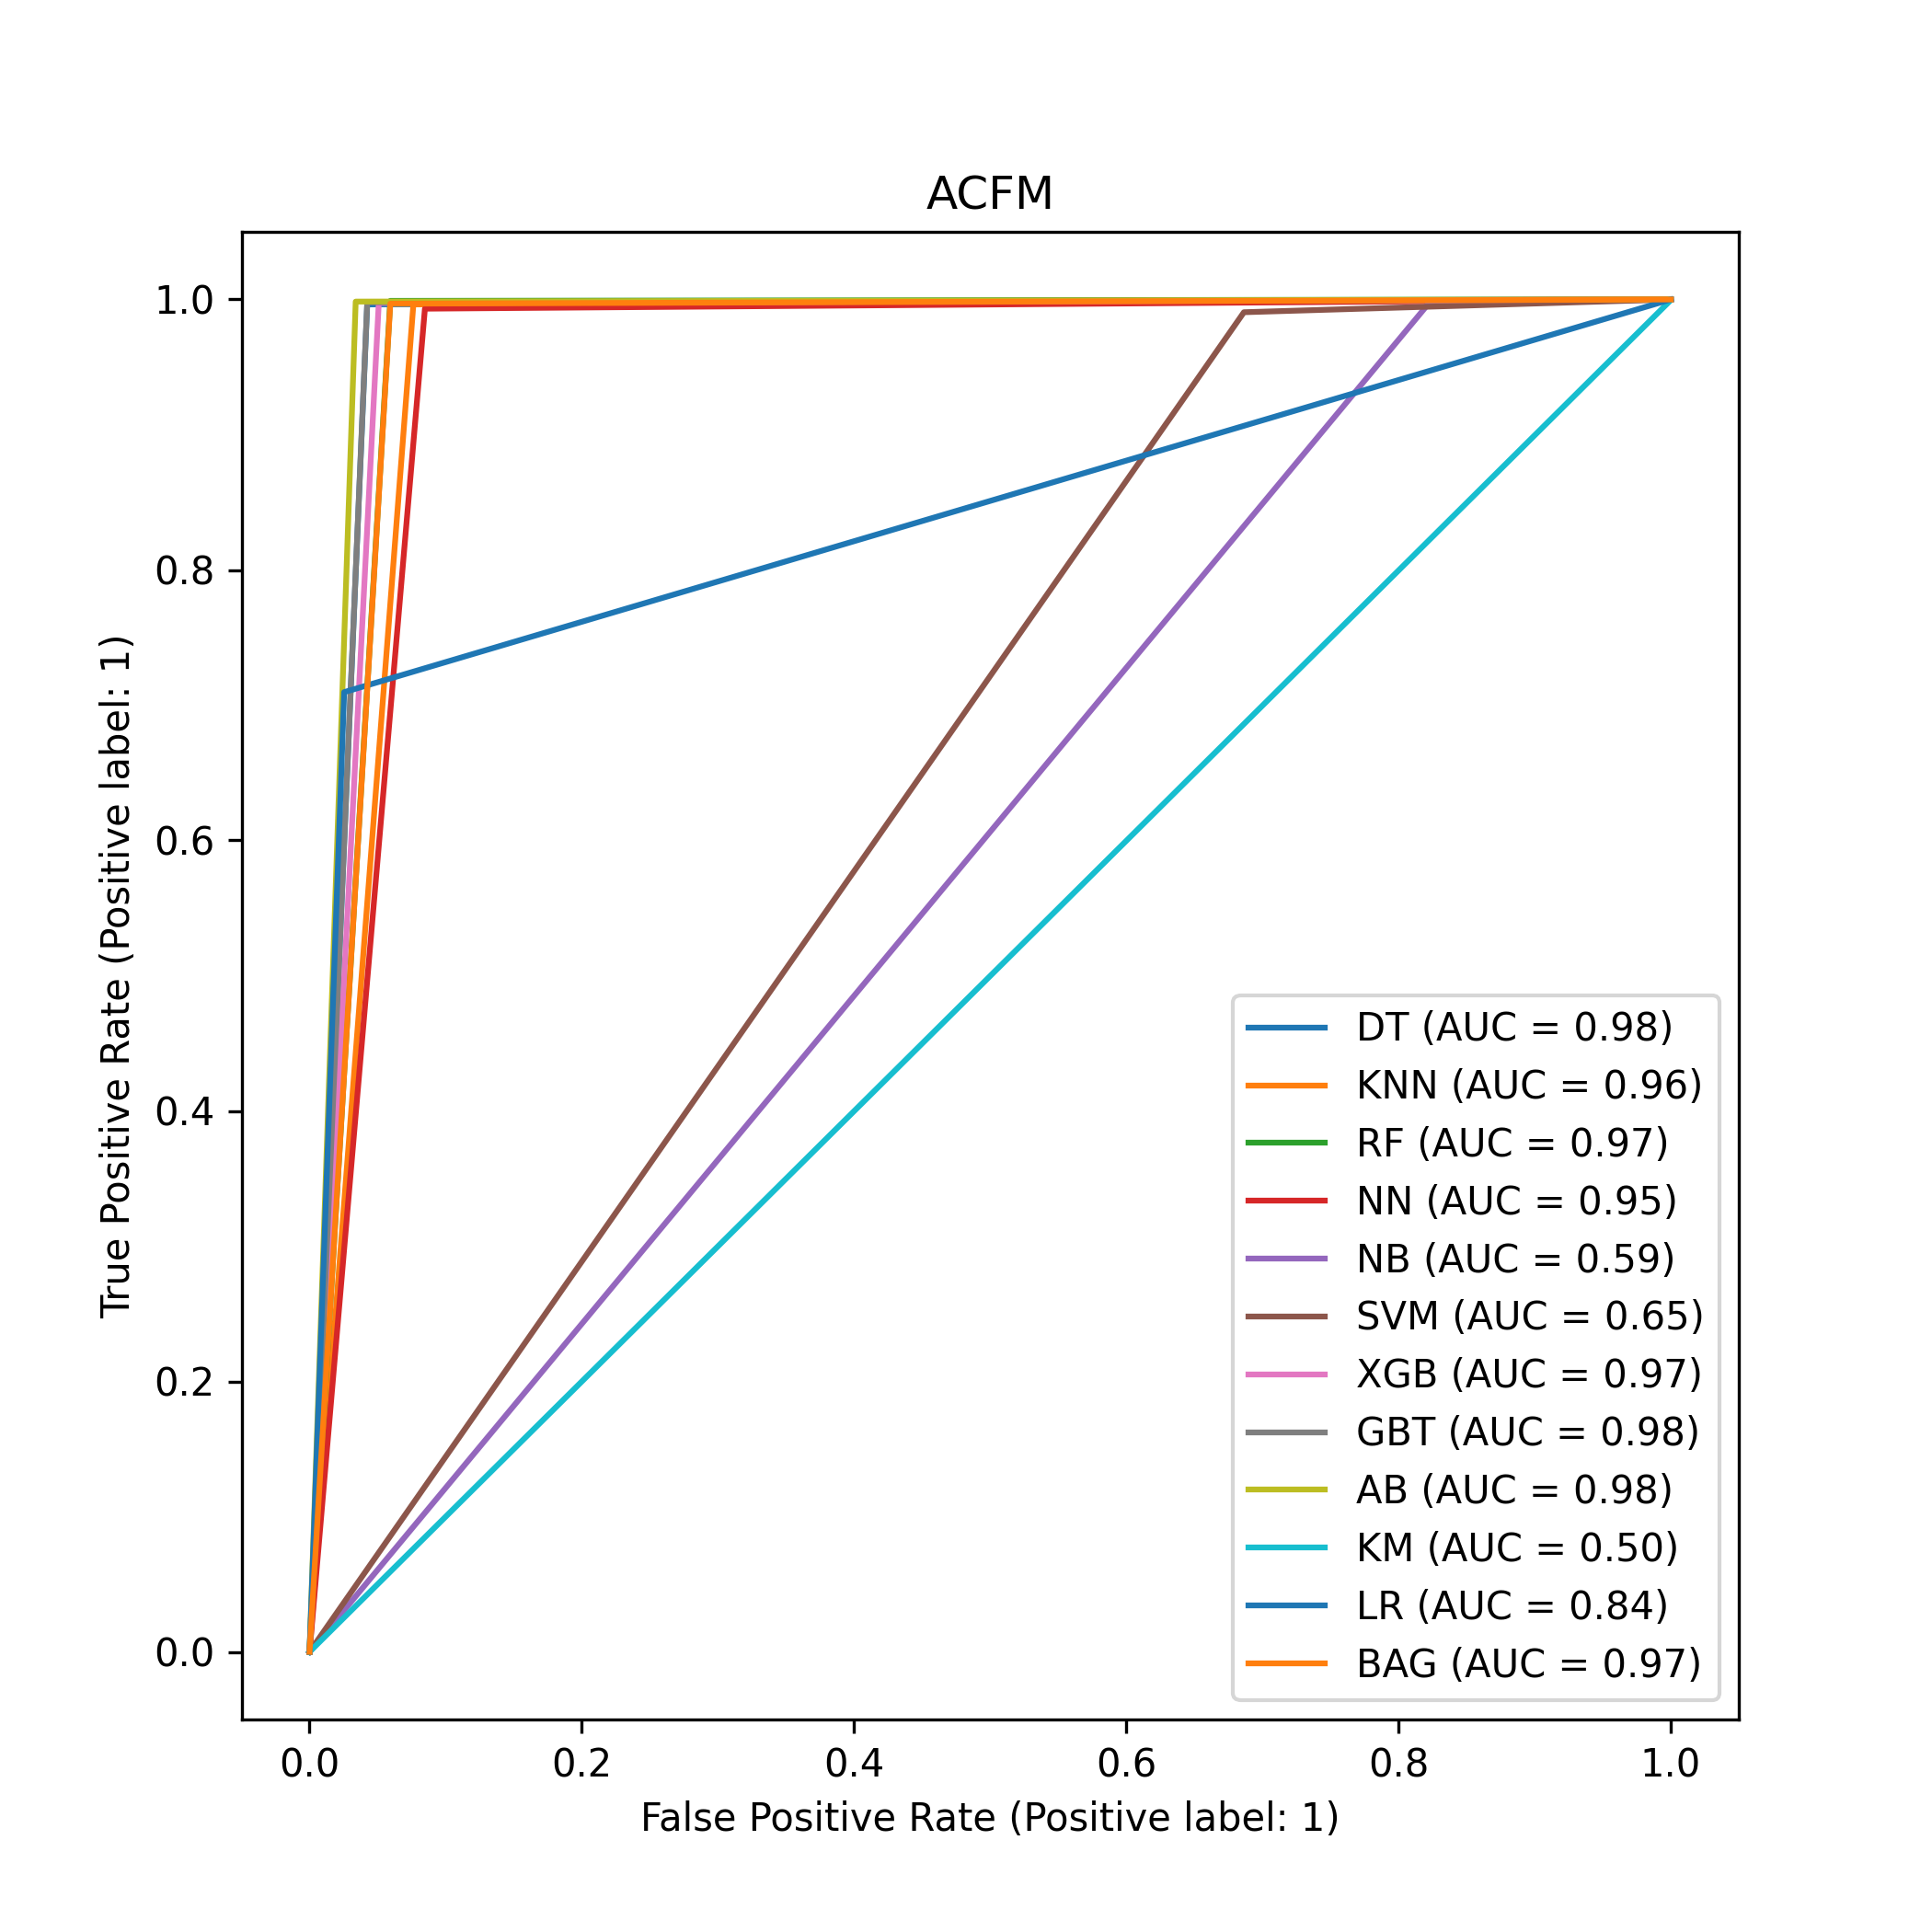 ACFM
1.0
0.8
0.6
0.4
0.2
0.0
True Positive Rate (Positive label: 1)
DT (AUC = 0.98)
KNN (AUC = 0.96)
RF (AUC = 0.97)
NN (AUC = 0.95)
NB (AUC = 0.59)
SVM (AUC = 0.65)
XGB (AUC = 0.97)
GBT (AUC = 0.98)
AB (AUC = 0.98)
KM (AUC = 0.50)
LR (AUC = 0.84)
BAG (AUC = 0.97)
0.0 0.2 0.4 0.6 0.8 1.0
False Positive Rate (Positive label: 1)